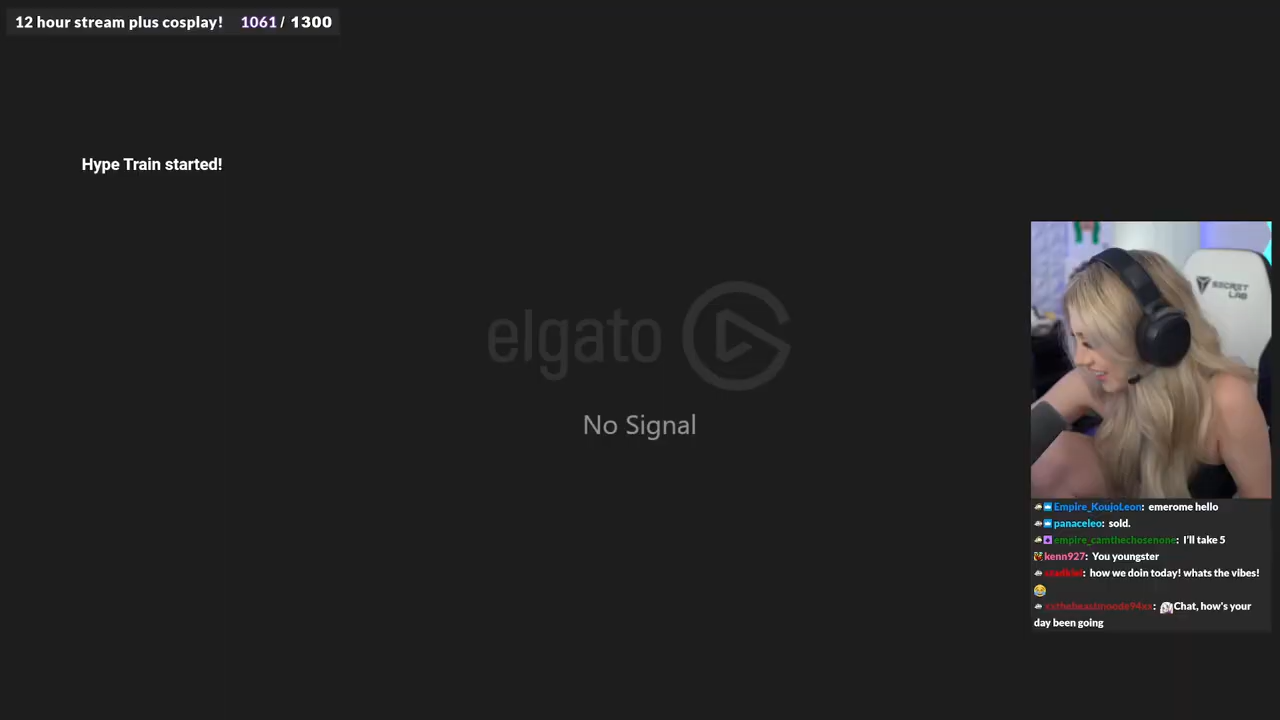 12 hour stream plus cosplay! 1061 / 1300
Hype Train started!
elgato
No Signal
SECRET
LAB
Empire_KoujoLeon: emerome hello
panaceleo: sold.
empire_camthechosenone: I'll take 5
kenn927: You youngster
: how we doin today! whats the vibes!
xxthebeastmode94xx: Chat, how's your
day been going